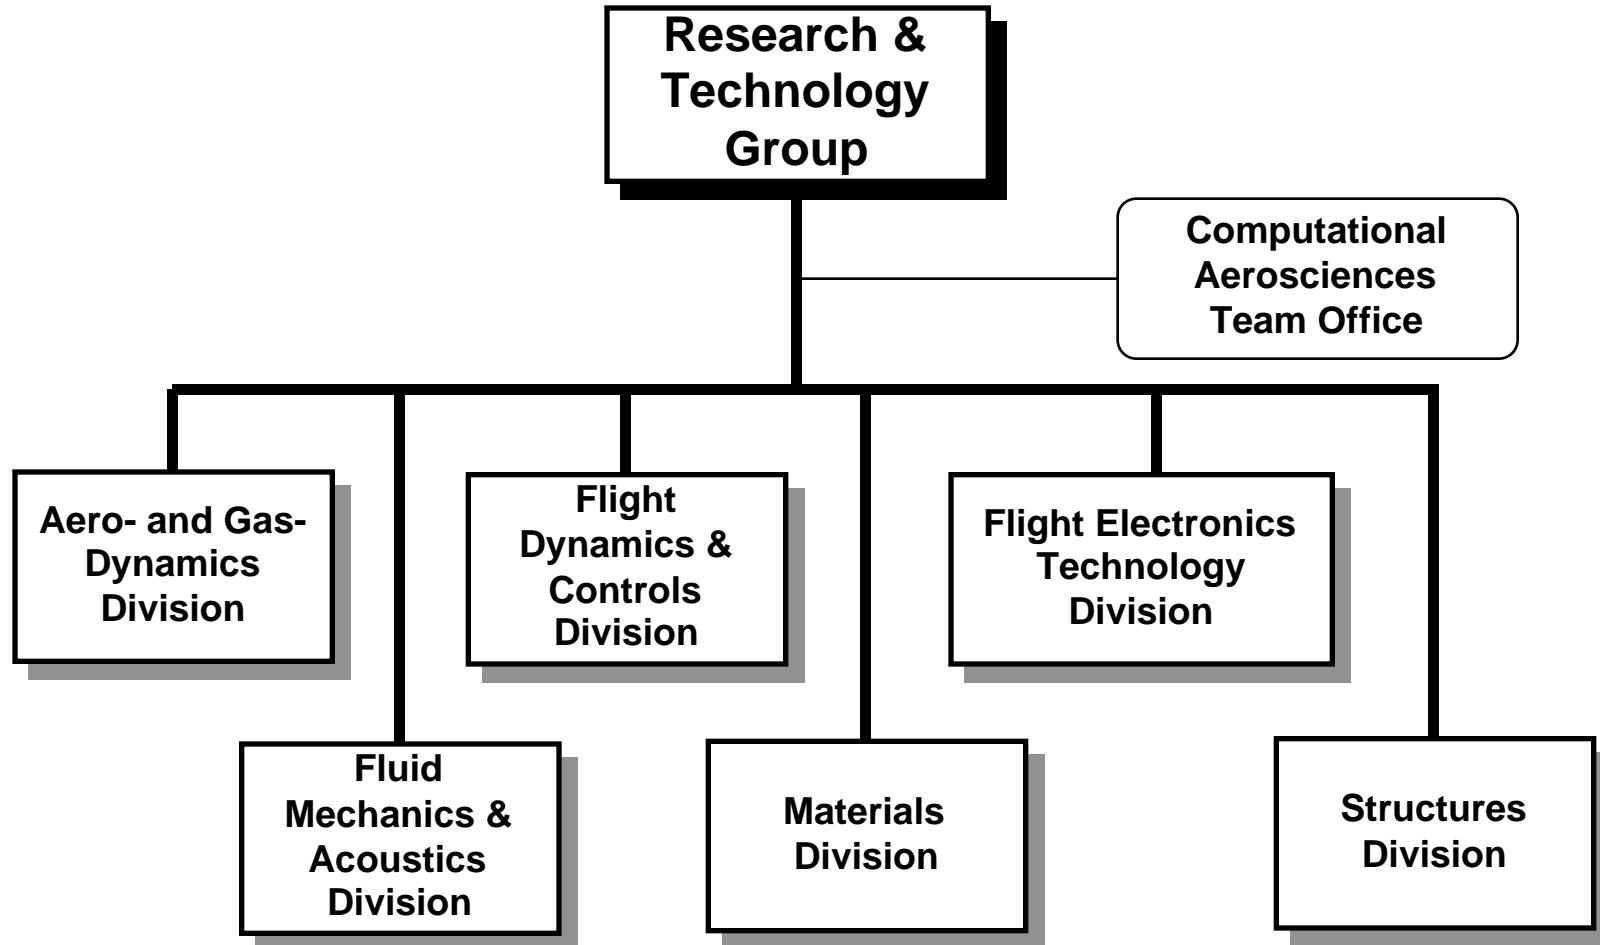 Research &
Technology
Group
Computational
Aerosciences
Team Office
Aero- and Gas-
Dynamics
Division
Flight
Dynamics &
Controls
Division
Flight Electronics
Technology
Division
Fluid
Mechanics &
Acoustics
Division
Materials
Division
Structures
Division